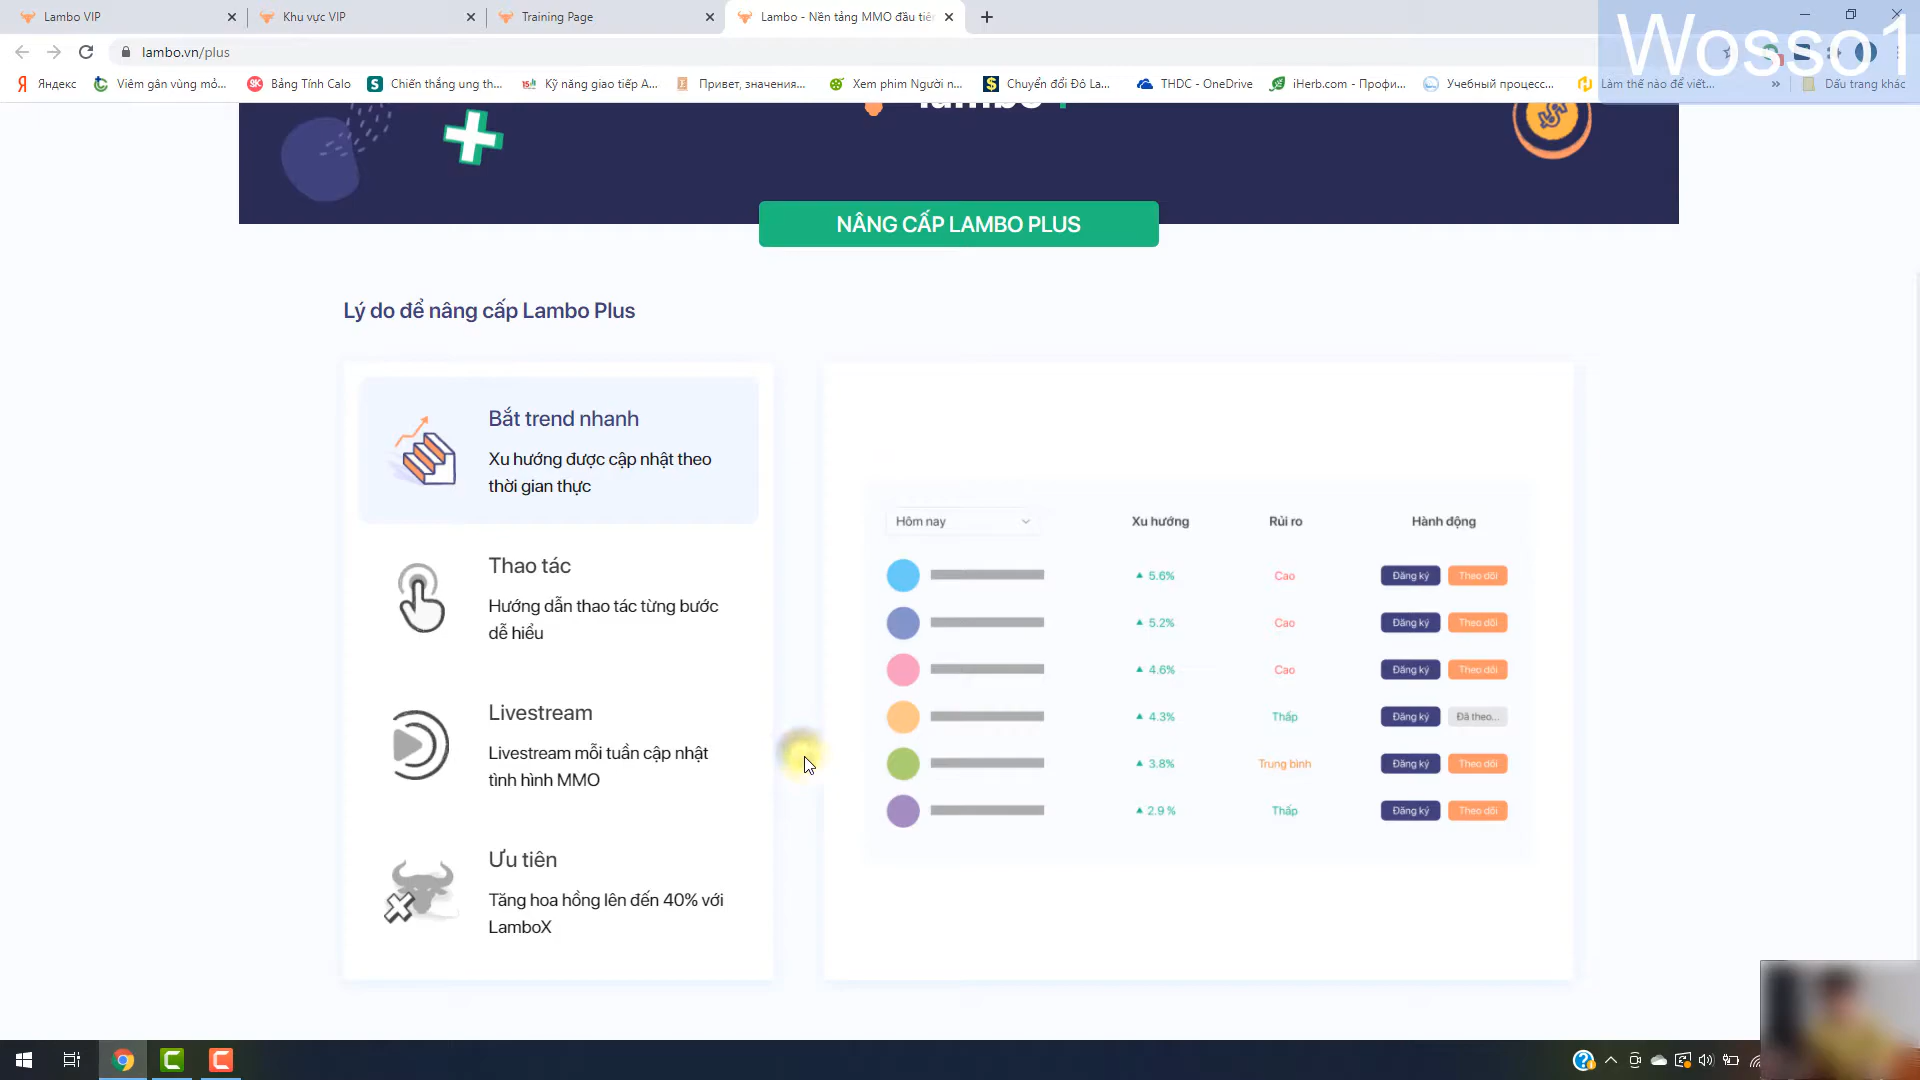 Lambo VIP
Khu vực VIP
Training Page
Lambo - Nền tảng MMO đầu tiê
Wosso1
lambo.vn/plus
Яндекс
Viêm gân vùng mỏ...
Bảng Tính Calo
Chiến thắng ung th...
Kỹ năng giao tiếp A...
Привет, значения...
Xem phim Người n...
Chuyển đổi Đô La...
THDC - OneDrive
iHerb.com - Профи...
Учебный процесс...
Làm thế nào để viết...
»
Dấu trang khác
NÂNG CẤP LAMBO PLUS
Lý do để nâng cấp Lambo Plus
Bắt trend nhanh
Xu hướng được cập nhật theo
thời gian thực
Thao tác
Hướng dẫn thao tác từng bước
dễ hiểu
Livestream
Livestream mỗi tuần cập nhật
tình hình MMO
Ưu tiên
Tăng hoa hồng lên đến 40% với
LamboX
Hôm nay Xu hướng Rủi ro Hành động
5.6% Cao Đăng ký Theo dõi
5.2% Cao Đăng ký Theo dõi
4.6% Cao Đăng ký Theo dõi
4.3% Thấp Đăng ký Đã theo...
3.8% Trung bình Đăng ký Theo dõi
2.9 % Thấp Đăng ký Theo dõi